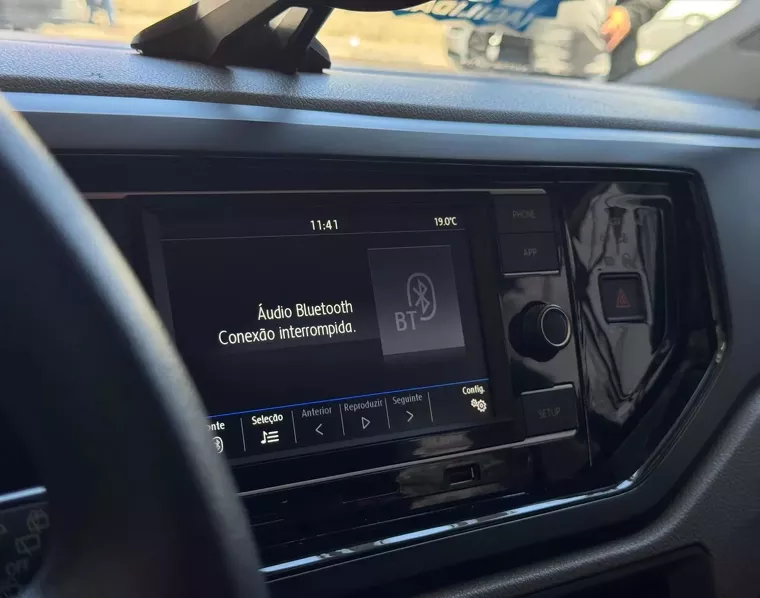 11:41
19.0°C
Áudio Bluetooth
Conexão interrompida.
BT
Seleção
Anterior
Reproduzir
Seguinte
Config.
PHONE
APP
SETUP